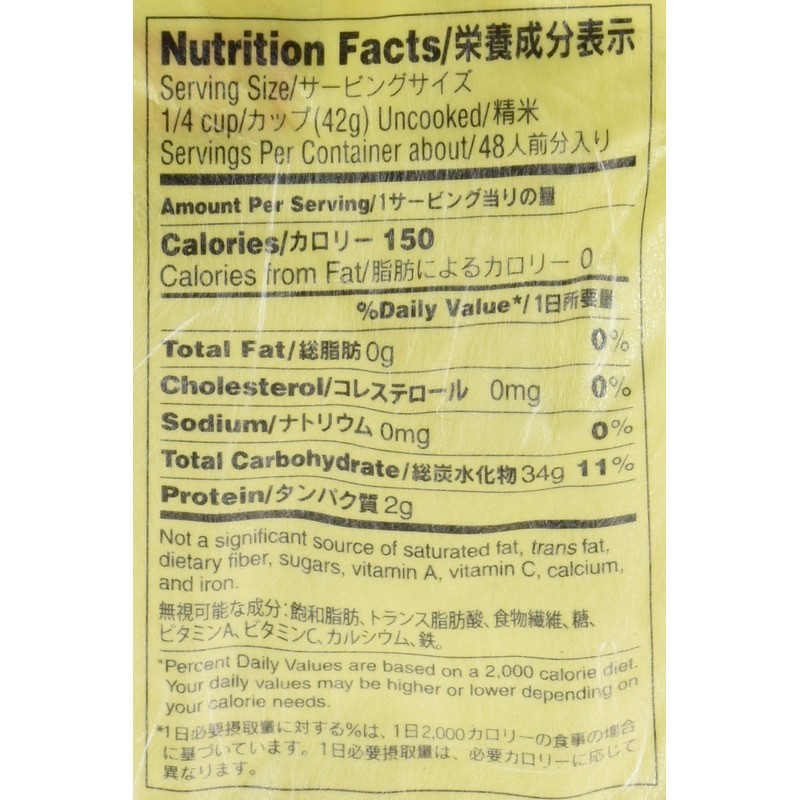 Nutrition Facts/栄養成分表示
Serving Size/サービングサイズ
1/4 cup/カップ(42g) Uncooked/精米
Servings Per Container about/48人前分入り
Amount Per Serving/1サービング当りの量
Calories/カロリー 150
Calories from Fat/脂肪によるカロリー 0
%Daily Value*/1日所要量
Total Fat/総脂肪 0g 0%
Cholesterol/コレステロール 0mg 0%
Sodium/ナトリウム 0mg 0%
Total Carbohydrate/総炭水化物 34g 11%
Protein/タンパク質 2g
Not a significant source of saturated fat, trans fat,
dietary fiber, sugars, vitamin A, vitamin C, calcium,
and iron.
無視可能な成分:飽和脂肪、トランス脂肪酸、食物繊維、糖、
ビタミンA、ビタミンC、カルシウム、鉄。
*Percent Daily Values are based on a 2,000 calorie diet.
Your daily values may be higher or lower depending on
your calorie needs.
*1日必要摂取量に対する%は、1日2,000カロリーの食事の場合
に基づいています。1日必要摂取量は、必要カロリーに応じて
異なります。